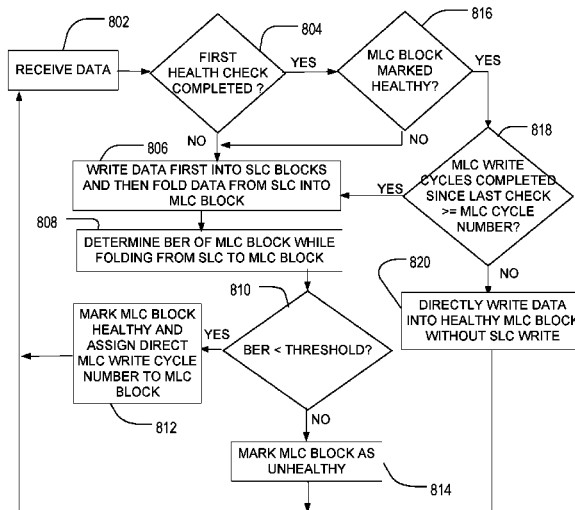 802
RECEIVE DATA
804
FIRST
HEALTH CHECK
COMPLETED ?
YES
NO
816
MLC BLOCK
MARKED
HEALTHY?
YES
NO
818
MLC WRITE
CYCLES COMPLETED
SINCE LAST CHECK
>= MLC CYCLE
NUMBER?
YES
NO
806
WRITE DATA FIRST INTO SLC BLOCKS
AND THEN FOLD DATA FROM SLC INTO
MLC BLOCK
808
DETERMINE BER OF MLC BLOCK WHILE
FOLDING FROM SLC TO MLC BLOCK
820
DIRECTLY WRITE DATA
INTO HEALTHY MLC BLOCK
WITHOUT SLC WRITE
810
BER < THRESHOLD?
YES
NO
MARK MLC BLOCK
HEALTHY AND
ASSIGN DIRECT
MLC WRITE CYCLE
NUMBER TO MLC
BLOCK
812
MARK MLC BLOCK AS
UNHEALTHY
814